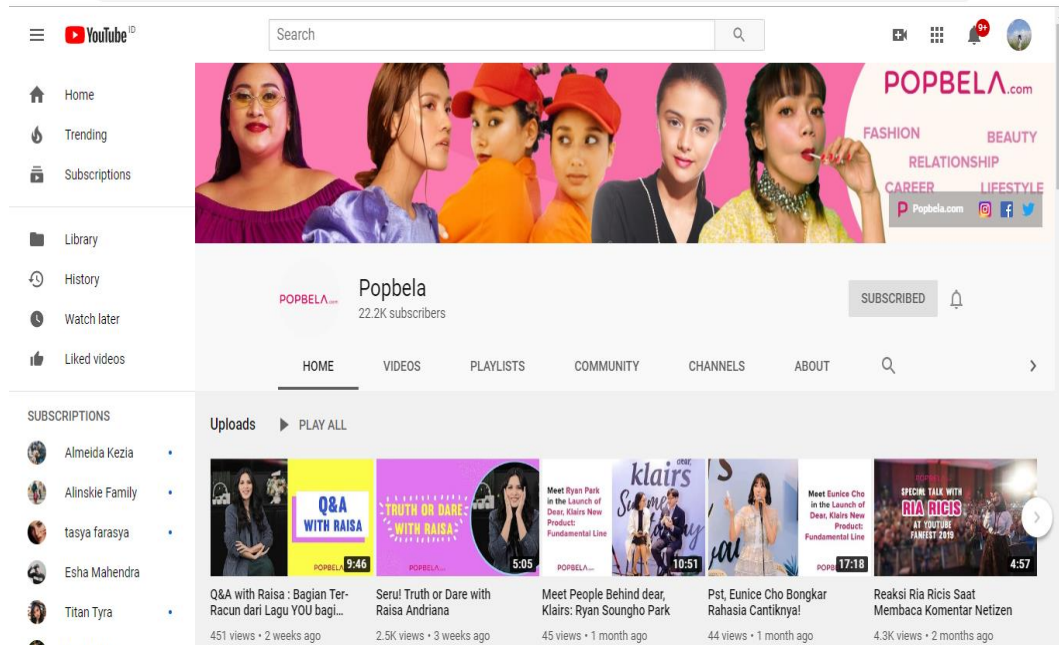 YouTube ID
Search
9+
Home
Trending
Subscriptions
Library
History
Watch later
Liked videos
SUBSCRIPTIONS
Almeida Kezia
Alinskie Family
tasya farasya
Esha Mahendra
Titan Tyra
POPBELA.com
FASHION
BEAUTY
RELATIONSHIP
CAREER
LIFESTYLE
P Popbela.com
POPBELA.com
Popbela
22.2K subscribers
SUBSCRIBED
HOME VIDEOS PLAYLISTS COMMUNITY CHANNELS ABOUT
Uploads PLAY ALL
Q&A
WITH RAISA
POPBELA
9:46
Q&A with Raisa : Bagian Ter-
Racun dari Lagu YOU bagi...
451 views • 2 weeks ago
TRUTH OR DARE
WITH RAISA
POPBELA
5:05
Seru! Truth or Dare with
Raisa Andriana
2.5K views • 3 weeks ago
Meet Ryan Park
in the Launch of
Dear, Klairs New
Product:
Fundamental Line
POPBELA
dear,
klairs
10:51
Meet People Behind dear,
Klairs: Ryan Soungho Park
45 views • 1 month ago
Meet Eunice Cho
in the Launch of
Dear, Klairs New
Product:
Fundamental Line
POPB
17:18
Pst, Eunice Cho Bongkar
Rahasia Cantiknya!
44 views • 1 month ago
POPBELA
SPECIAL TALK WITH
RIA RICIS
AT YOUTUBE
FANFEST 2019
4:57
Reaksi Ria Ricis Saat
Membaca Komentar Netizen
4.3K views • 2 months ago